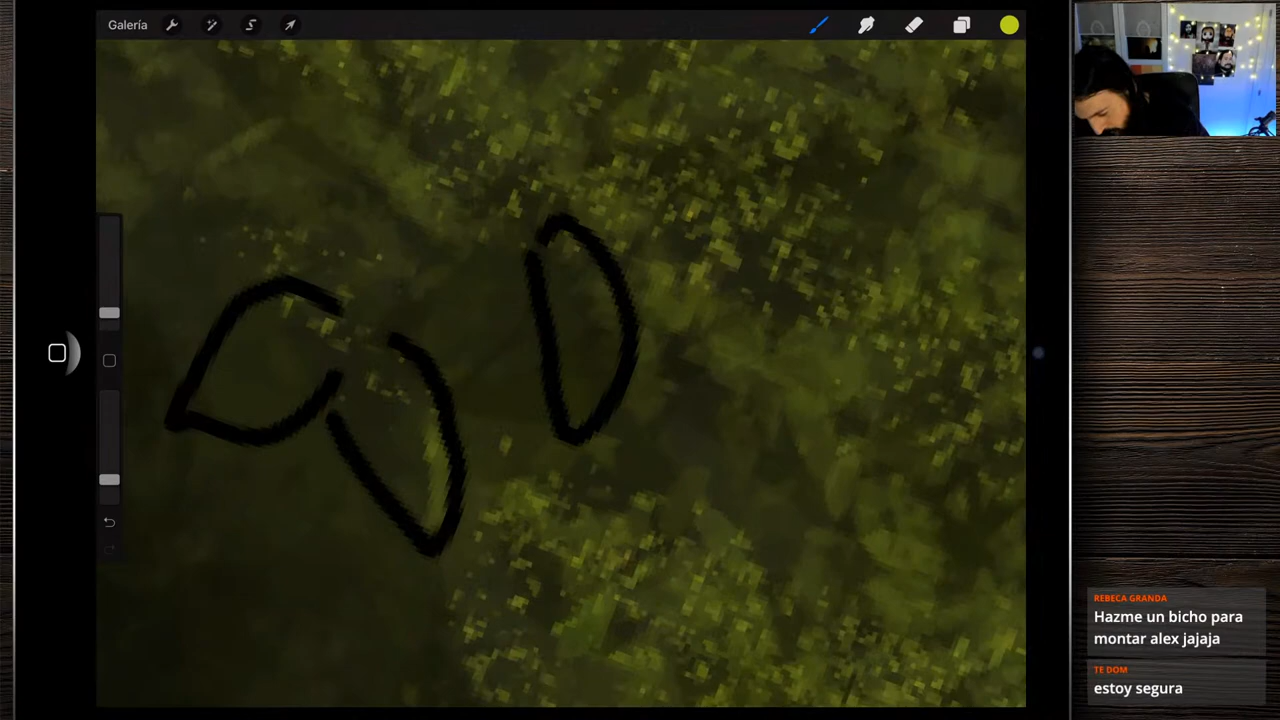 Galería
REBECA GRANDA
Hazme un bicho para
montar alex jajaja
TE DOM
estoy segura